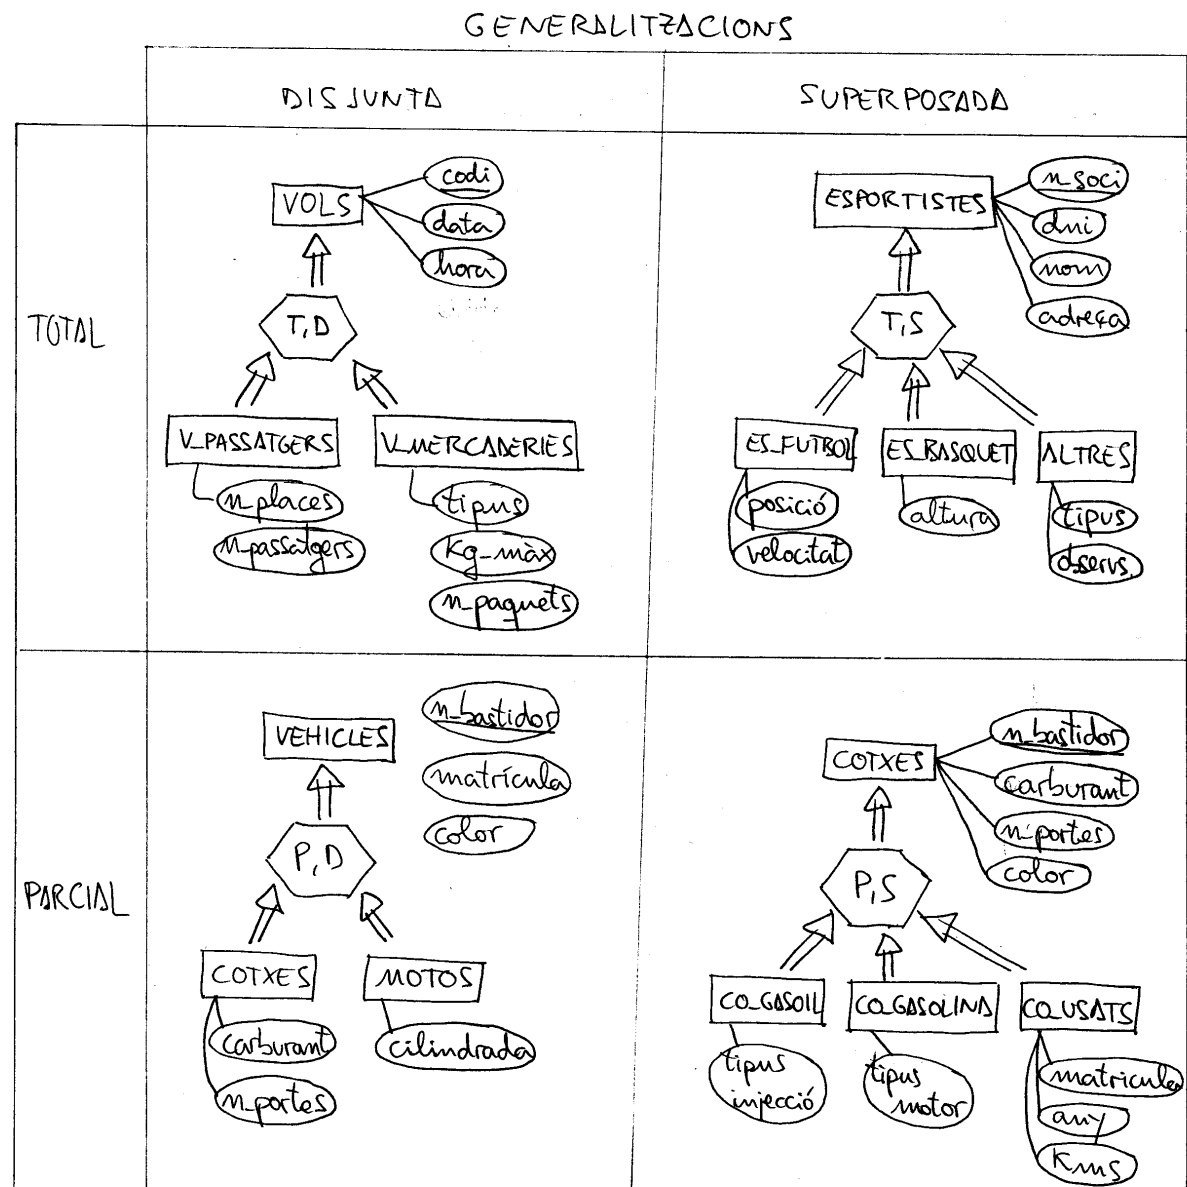 GENERALITZACIONS
DISJUNTA
SUPERPOSADA
TOTAL
VOLS
codi
data
hora
T,D
V_PASSATGERS
n_places
n_passatgers
V_MERCADERIES
tipus
Kg_màx
n_paquets
ESPORTISTES
n_soci
dni
nom
adreça
T,S
ES_FUTBOL
posició
velocitat
ES_BASQUET
altura
ALTRES
tipus
observs.
PARCIAL
VEHICLES
n_bastidor
matrícula
color
P,D
COTXES
carburant
n_portes
MOTOS
cilindrada
COTXES
n_bastidor
carburant
n_portes
color
P,S
CO_GASOIL
tipus
injecció
CO_GASOLINA
tipus
motor
CO_USATS
matricula
any
Kms